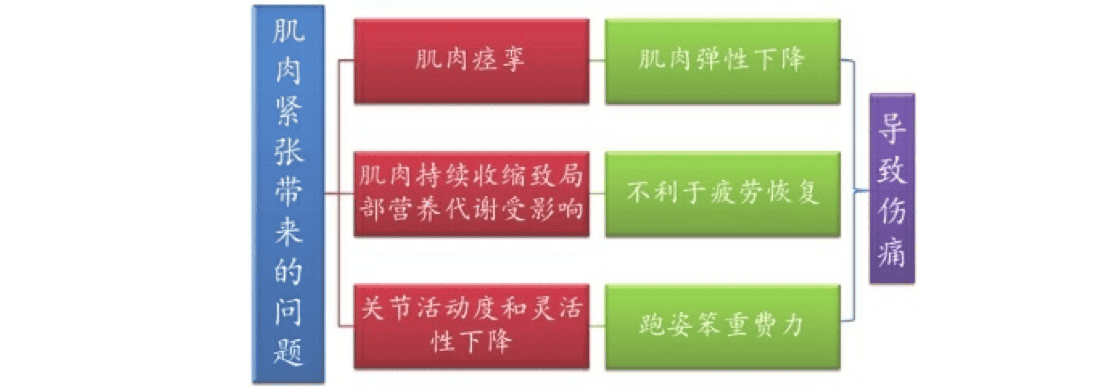 肌肉紧张带来的问题
肌肉痉挛
肌肉弹性下降
肌肉持续收缩致局
部营养代谢受影响
不利于疲劳恢复
关节活动度和灵活
性下降
跑姿笨重费力
导致伤痛